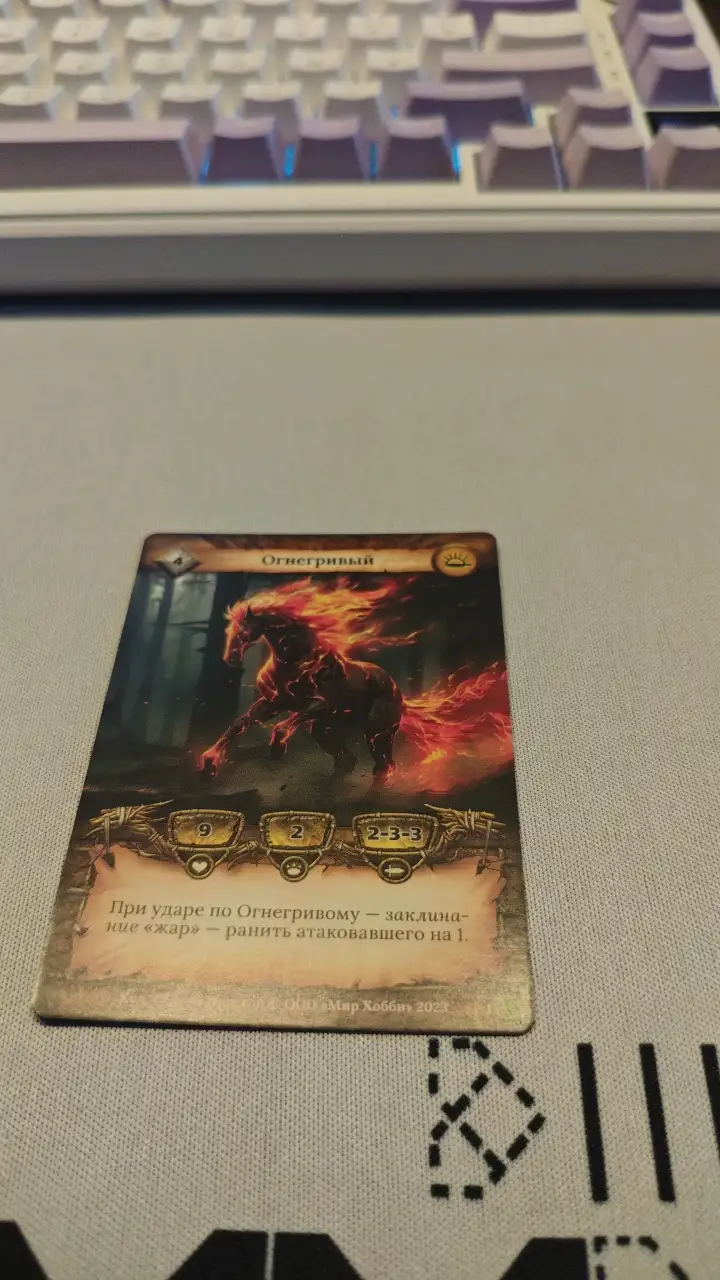 4 Огнегривый
9 2 2-3-3
При ударе по Огнегривому — заклина-
ние «жар» — ранить атаковавшего на 1.
ООО «Мир Хобби» 2023